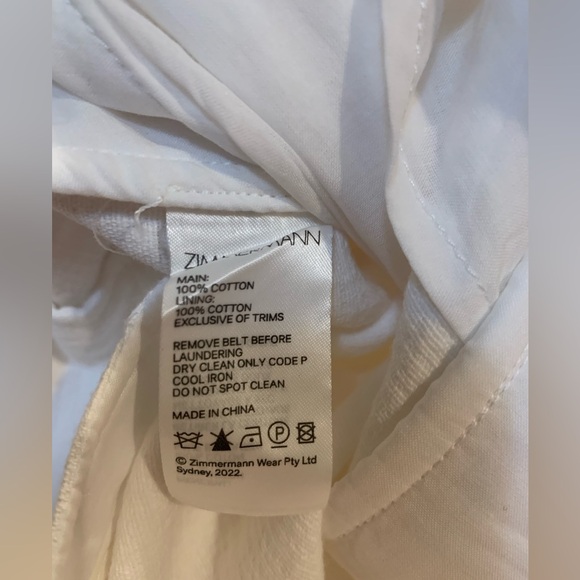 ZIMMERMANN
MAIN:
100% COTTON
LINING:
100% COTTON
EXCLUSIVE OF TRIMS
REMOVE BELT BEFORE
LAUNDERING
DRY CLEAN ONLY CODE P
COOL IRON
DO NOT SPOT CLEAN
MADE IN CHINA
P
© Zimmermann Wear Pty Ltd
Sydney, 2022.